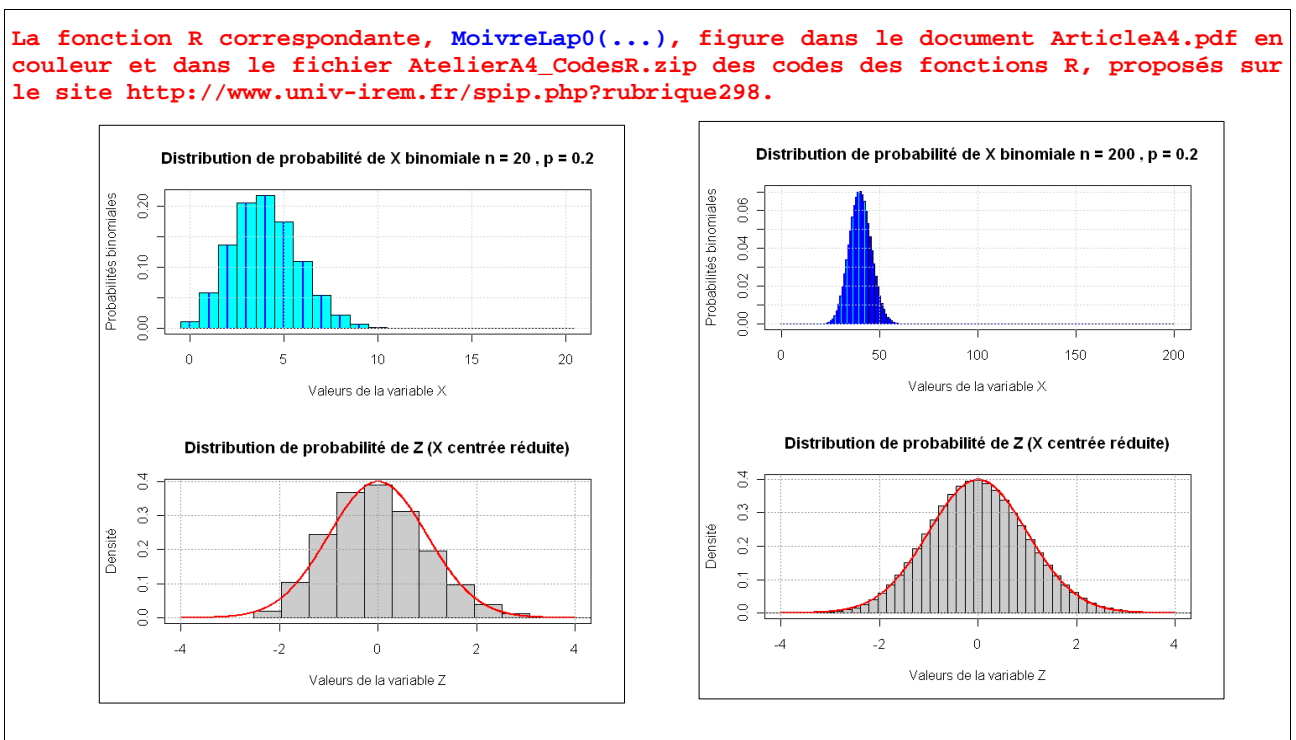 La fonction R correspondante, MoivreLap0(...), figure dans le document ArticleA4.pdf en
couleur et dans le fichier AtelierA4_CodesR.zip des codes des fonctions R, proposés sur
le site http://www.univ-irem.fr/spip.php?rubrique298.
Distribution de probabilité de X binomiale n = 20 , p = 0.2
Probabilités binomiales
0.00 0.10 0.20
0 5 10 15 20
Valeurs de la variable X
Distribution de probabilité de Z (X centrée réduite)
Densité
0.0 0.1 0.2 0.3 0.4
-4 -2 0 2 4
Valeurs de la variable Z
Distribution de probabilité de X binomiale n = 200 , p = 0.2
Probabilités binomiales
0.00 0.02 0.04 0.06
0 50 100 150 200
Valeurs de la variable X
Distribution de probabilité de Z (X centrée réduite)
Densité
0.0 0.1 0.2 0.3 0.4
-4 -2 0 2 4
Valeurs de la variable Z